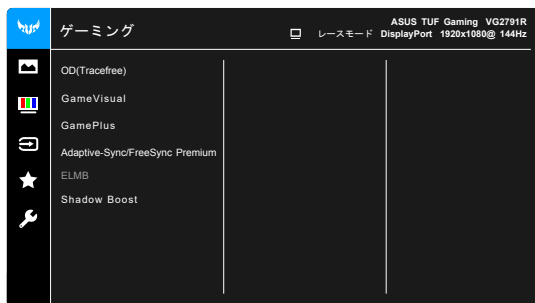 ゲーミング
レースモード
ASUS TUF Gaming VG2791R
DisplayPort 1920x1080@ 144Hz
OD(Tracefree)
GameVisual
GamePlus
Adaptive-Sync/FreeSync Premium
ELMB
Shadow Boost